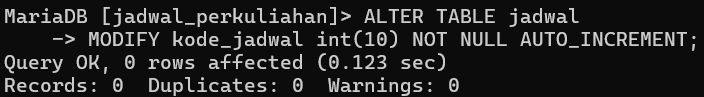 MariaDB [jadwal_perkuliahan]> ALTER TABLE jadwal
    -> MODIFY kode_jadwal int(10) NOT NULL AUTO_INCREMENT;
Query OK, 0 rows affected (0.123 sec)
Records: 0  Duplicates: 0  Warnings: 0